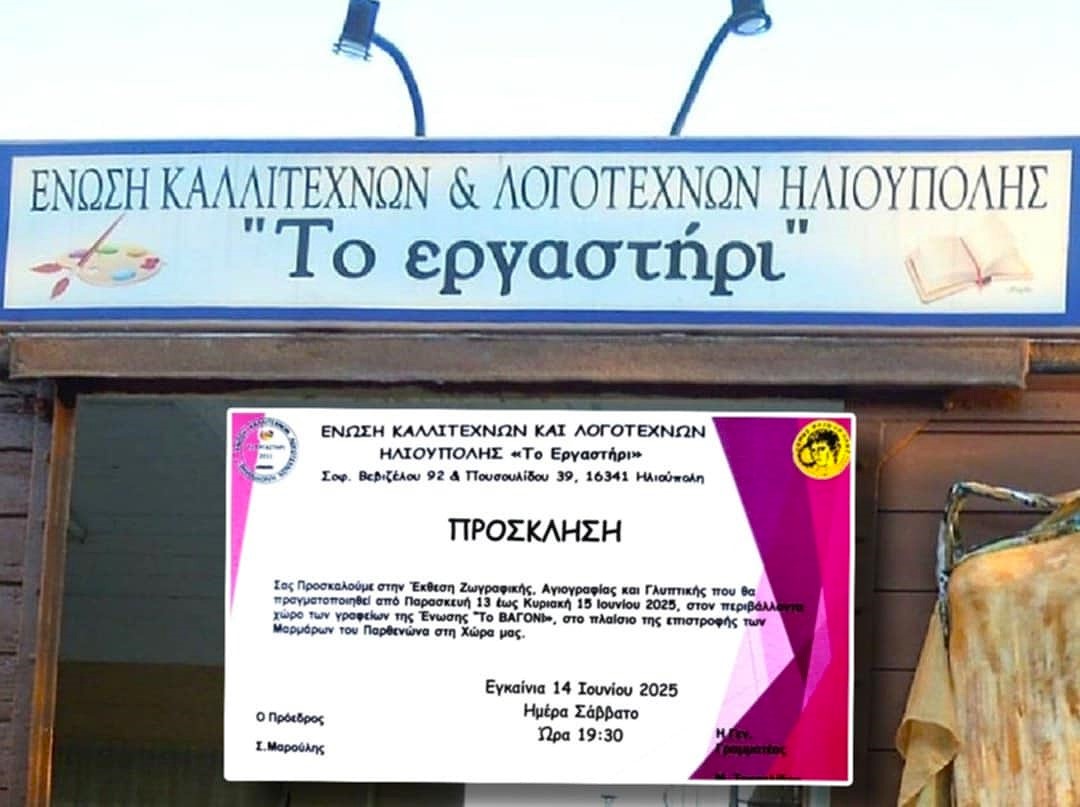 ΕΝΩΣΗ ΚΑΛΛΙΤΕΧΝΩΝ & ΛΟΓΟΤΕΧΝΩΝ ΗΛΙΟΥΠΟΛΗΣ
"Το εργαστήρι"
ΕΝΩΣΗ ΚΑΛΛΙΤΕΧΝΩΝ ΚΑΙ ΛΟΓΟΤΕΧΝΩΝ
ΗΛΙΟΥΠΟΛΗΣ «Το Εργαστήρι»
Σοφ. Βεβιζέλου 92 & Πουσουλίδου 39, 16341 Ηλιούπολη
ΠΡΟΣΚΛΗΣΗ
Σας Προσκαλούμε στην Έκθεση Ζωγραφικής, Αγιογραφίας και Γλυπτικής που θα
πραγματοποιηθεί από Παρασκευή 13 έως Κυριακή 15 Ιουνίου 2025, στον περιβάλλοντα
χώρο των γραφείων της Ένωσης "Το ΒΑΓΟΝΙ», στο πλαίσιο της επιστροφής των
Μαρμάρων του Παρθενώνα στη Χώρα μας.
Εγκαίνια 14 Ιουνίου 2025
Ημέρα Σάββατο
Ώρα 19:30
Ο Πρόεδρος
Σ.Μαρούλης
Η Γεν.
Γραμματέας